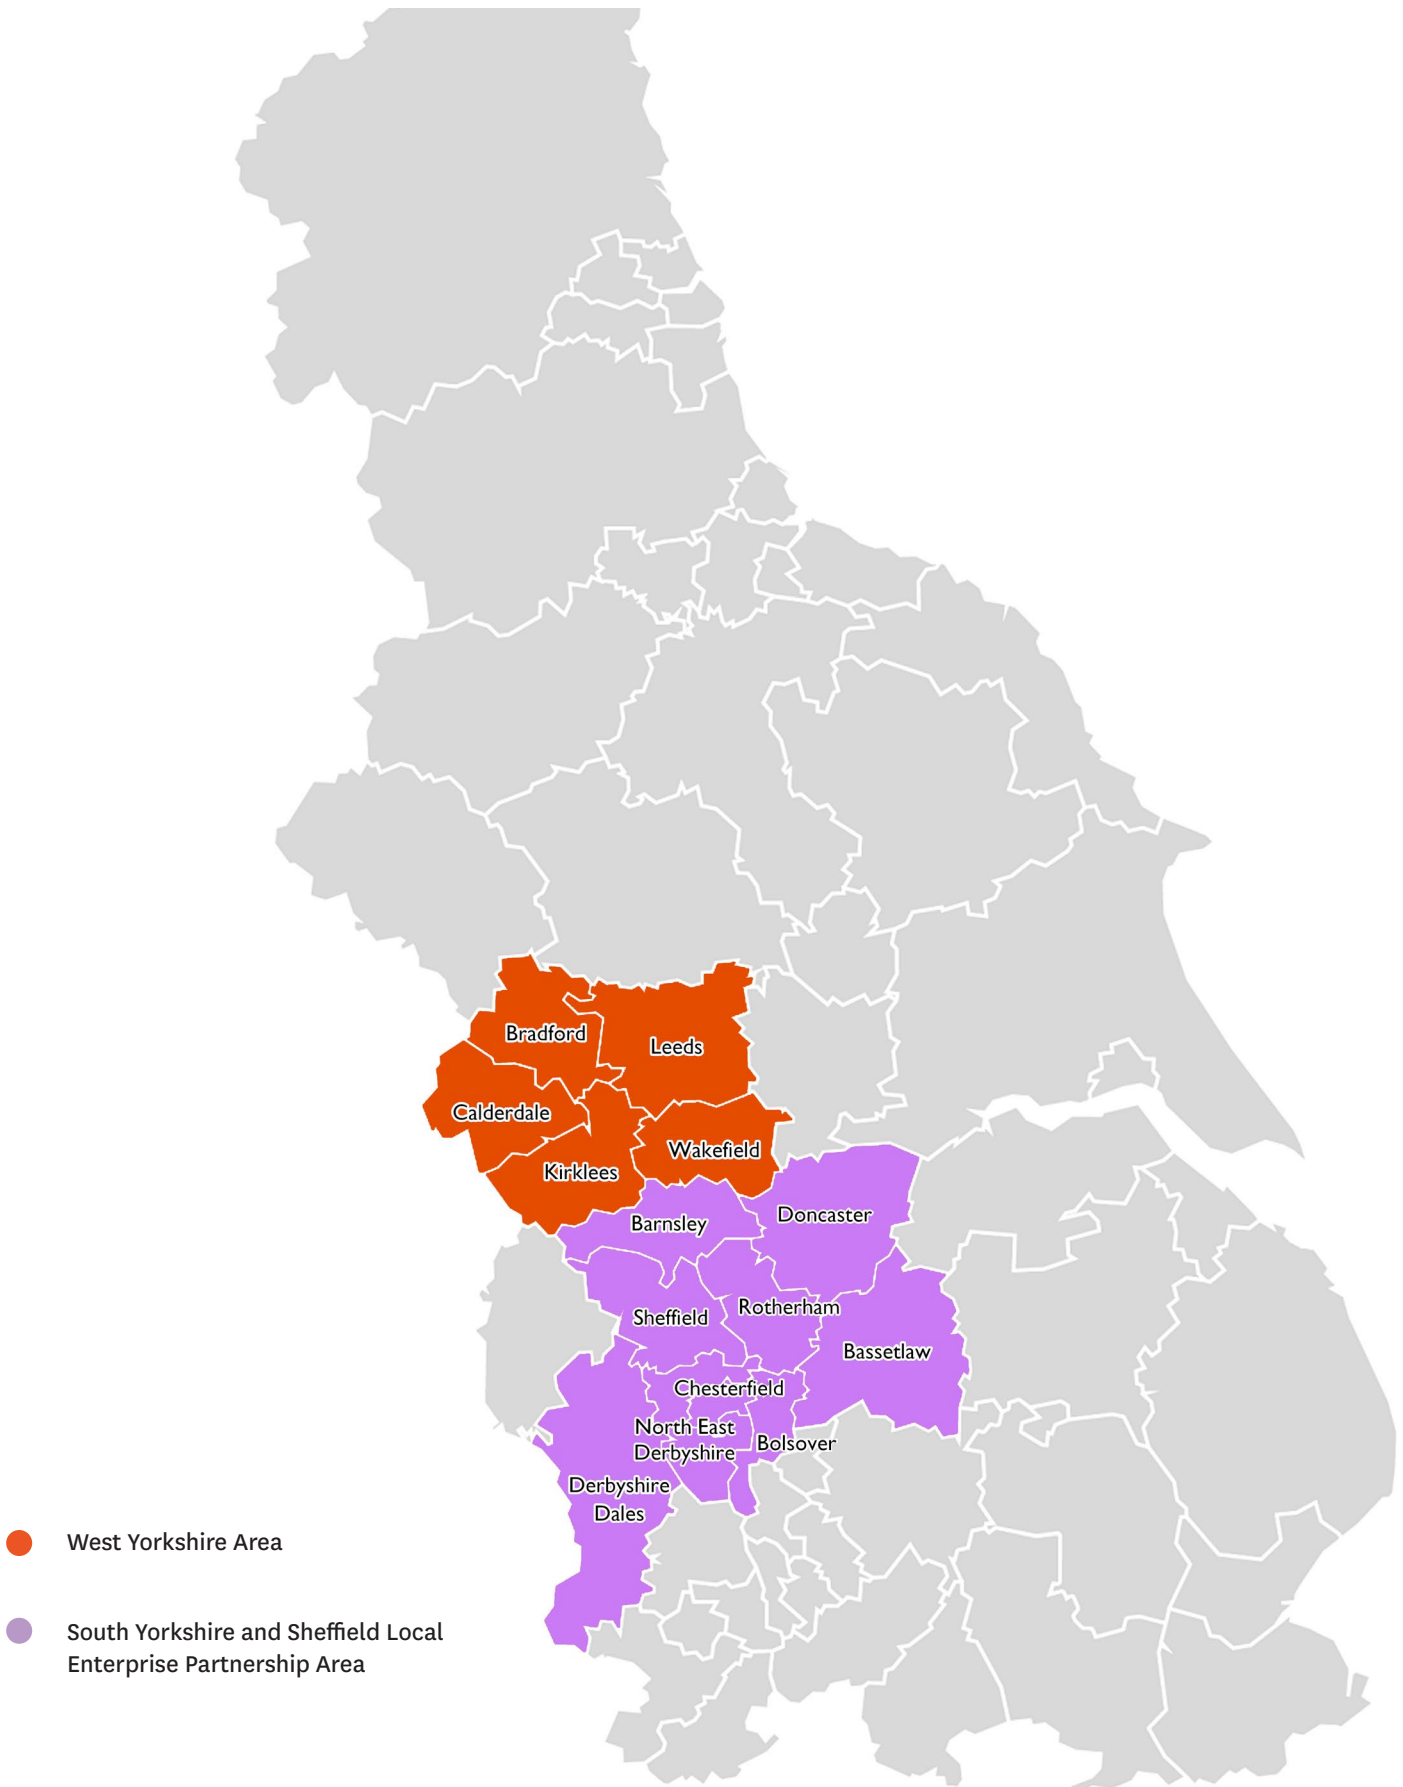 Bradford
Leeds
Calderdale
Wakefield
Kirklees
Barnsley
Doncaster
Sheffield
Rotherham
Bassetlaw
Chesterfield
North East
Derbyshire
Bolsover
Derbyshire
Dales
West Yorkshire Area
South Yorkshire and Sheffield Local
Enterprise Partnership Area